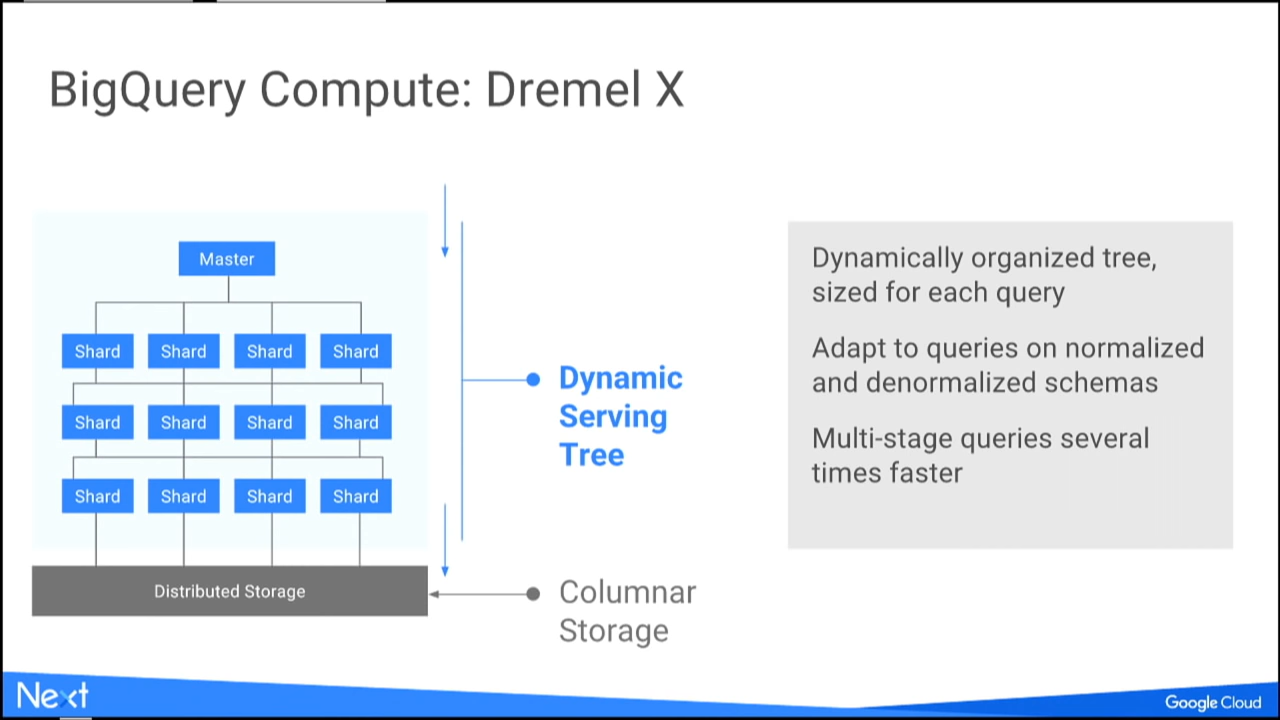 BigQuery Compute: Dremel X
Master
Shard Shard Shard Shard
Shard Shard Shard Shard
Shard Shard Shard Shard
Distributed Storage
Dynamic
Serving
Tree
Columnar
Storage
Dynamically organized tree,
sized for each query
Adapt to queries on normalized
and denormalized schemas
Multi-stage queries several
times faster
Next
Google Cloud